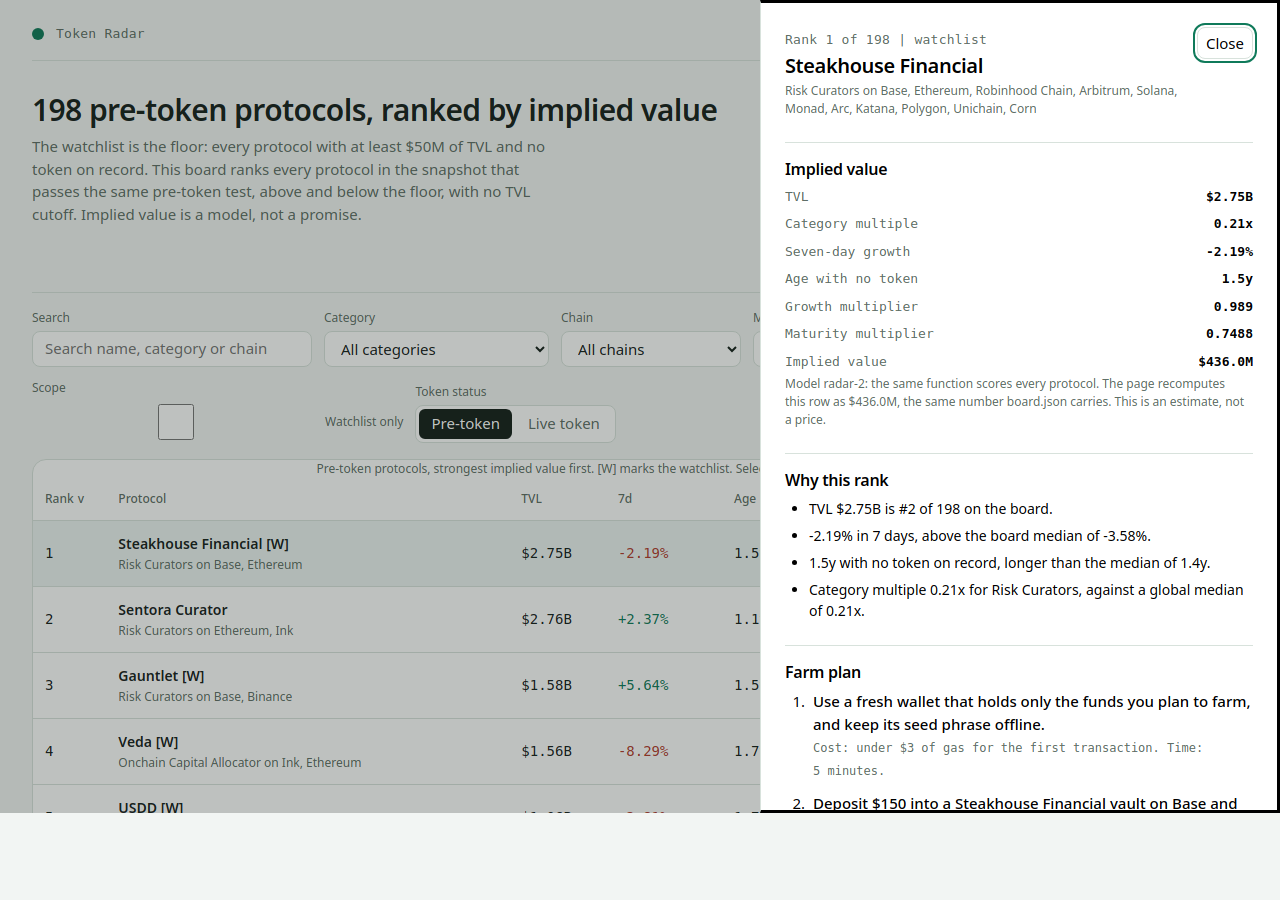 Token Radar
198 pre-token protocols, ranked by implied value
The watchlist is the floor: every protocol with at least $50M of TVL and no
token on record. This board ranks every protocol in the snapshot that
passes the same pre-token test, above and below the floor, with no TVL
cutoff. Implied value is a model, not a promise.
Search
Category
Chain
Search name, category or chain
All categories
All chains
Scope
Watchlist only
Token status
Pre-token
Live token
Pre-token protocols, strongest implied value first. [W] marks the watchlist.
Rank v
Protocol
TVL
7d
Age
1
Steakhouse Financial [W]
Risk Curators on Base, Ethereum
$2.75B
-2.19%
2
Sentora Curator
Risk Curators on Ethereum, Ink
$2.76B
+2.37%
3
Gauntlet [W]
Risk Curators on Base, Binance
$1.58B
+5.64%
4
Veda [W]
Onchain Capital Allocator on Ink, Ethereum
$1.56B
-8.29%
USDD [W]
Rank 1 of 198 | watchlist
Close
Steakhouse Financial
Risk Curators on Base, Ethereum, Robinhood Chain, Arbitrum, Solana,
Monad, Arc, Katana, Polygon, Unichain, Corn
Implied value
TVL $2.75B
Category multiple 0.21x
Seven-day growth -2.19%
Age with no token 1.5y
Growth multiplier 0.989
Maturity multiplier 0.7488
Implied value $436.0M
Model radar-2: the same function scores every protocol. The page recomputes
this row as $436.0M, the same number board.json carries. This is an estimate, not
a price.
Why this rank
• TVL $2.75B is #2 of 198 on the board.
• -2.19% in 7 days, above the board median of -3.58%.
• 1.5y with no token on record, longer than the median of 1.4y.
• Category multiple 0.21x for Risk Curators, against a global median
of 0.21x.
Farm plan
1. Use a fresh wallet that holds only the funds you plan to farm,
and keep its seed phrase offline.
Cost: under $3 of gas for the first transaction. Time:
5 minutes.
2. Deposit $150 into a Steakhouse Financial vault on Base and